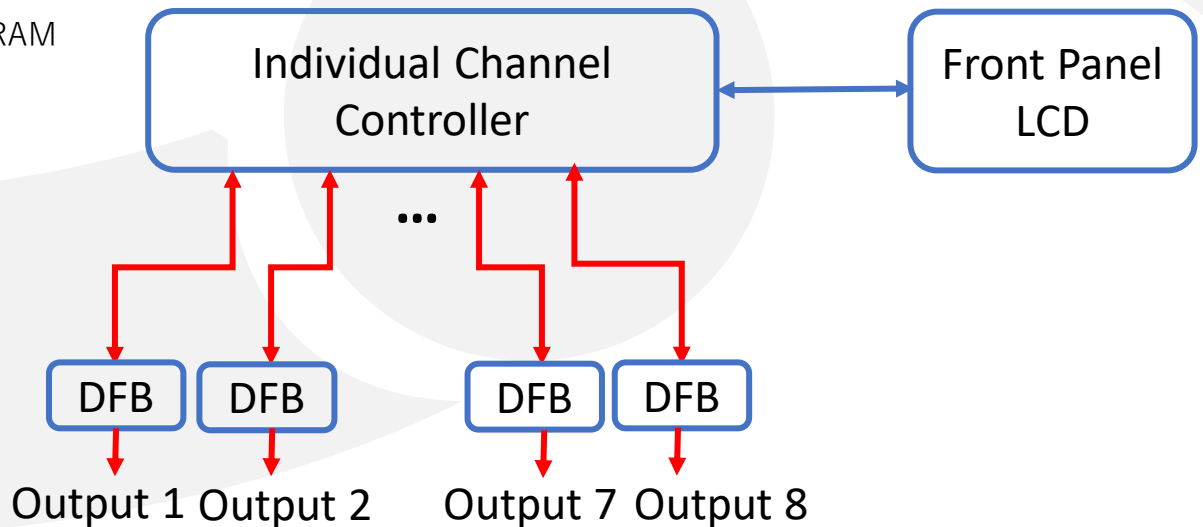 RAM
Individual Channel
Controller
Front Panel
LCD
...
DFB
DFB
DFB
DFB
Output 1
Output 2
Output 7
Output 8